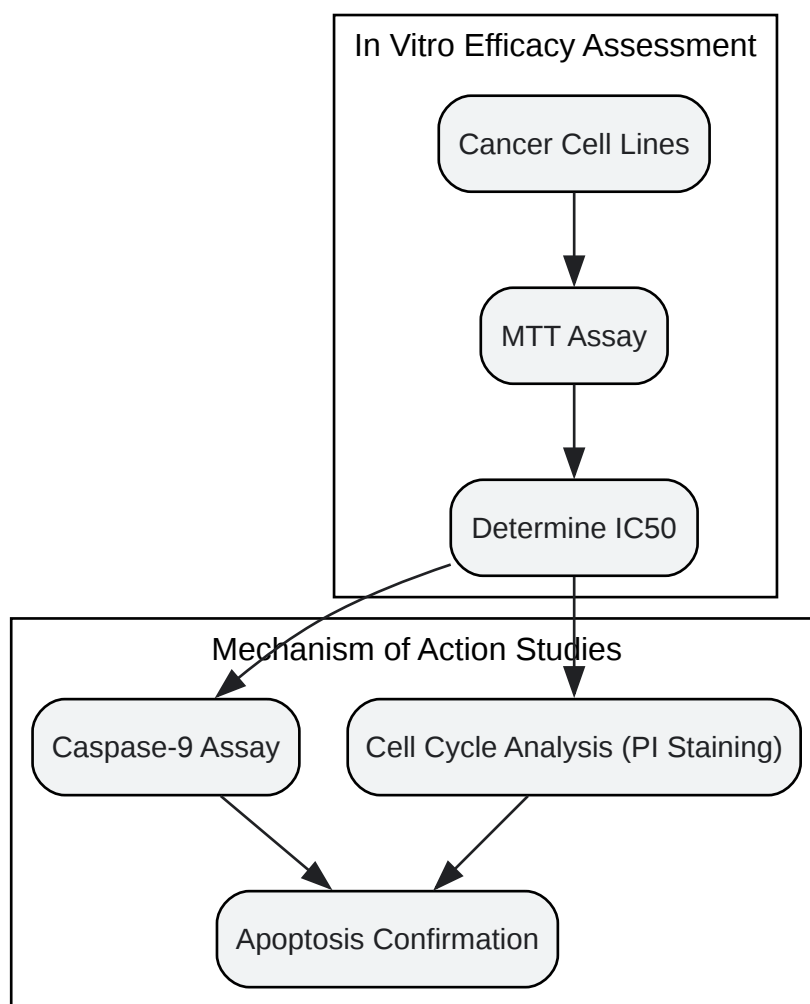 In Vitro Efficacy Assessment
Cancer Cell Lines
MTT Assay
Determine IC50
Mechanism of Action Studies
Caspase-9 Assay
Cell Cycle Analysis (PI Staining)
Apoptosis Confirmation